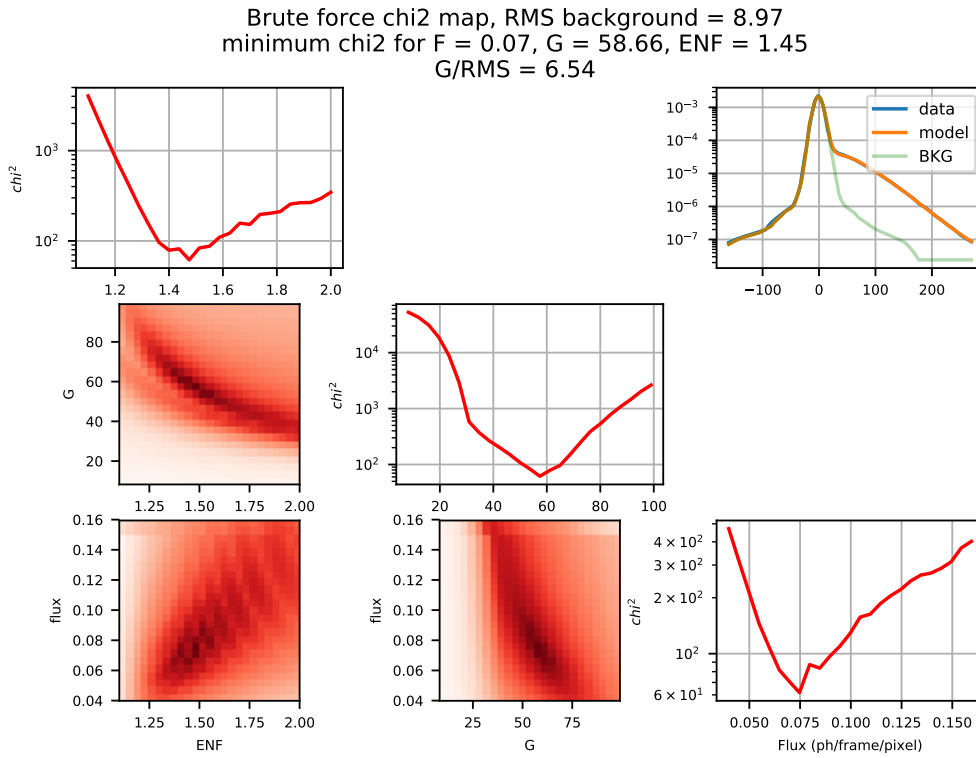 Brute force chi2 map, RMS background = 8.97
minimum chi2 for F = 0.07, G = 58.66, ENF = 1.45
G/RMS = 6.54
chi²
10³
10²
1.2 1.4 1.6 1.8 2.0
10⁻³
10⁻⁴
10⁻⁵
10⁻⁶
10⁻⁷
−100 0 100 200
data
model
BKG
G
80
60
40
20
1.25 1.50 1.75 2.00
chi²
10⁴
10³
10²
20 40 60 80 100
flux
0.16
0.14
0.12
0.10
0.08
0.06
0.04
1.25 1.50 1.75 2.00
ENF
flux
0.16
0.14
0.12
0.10
0.08
0.06
0.04
25 50 75
G
chi²
4 × 10²
3 × 10²
2 × 10²
10²
6 × 10¹
0.050 0.075 0.100 0.125 0.150
Flux (ph/frame/pixel)